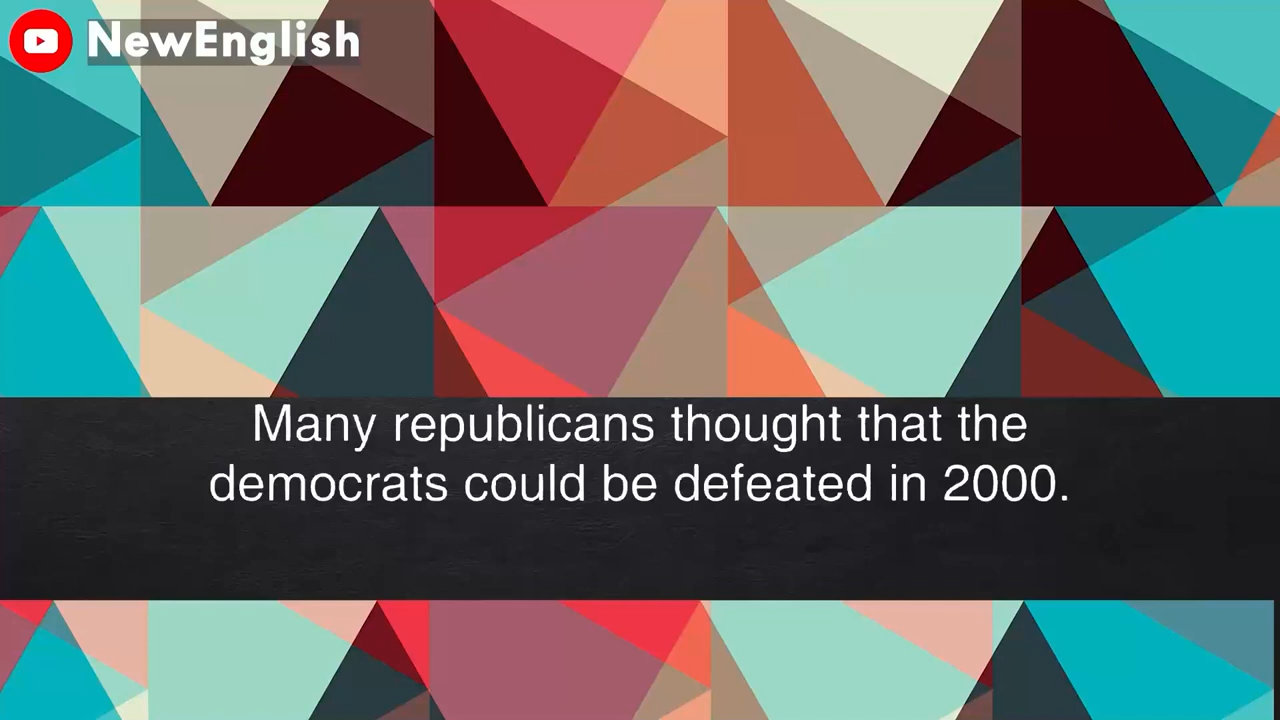 NewEnglish
Many republicans thought that the
democrats could be defeated in 2000.